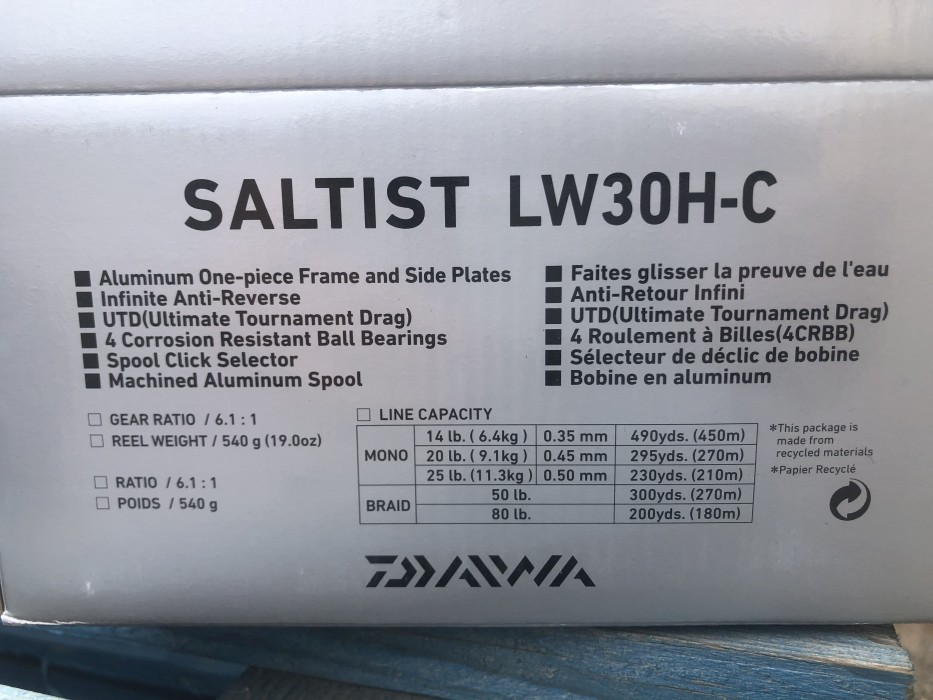 SALTIST LW30H-C
■ Aluminum One-piece Frame and Side Plates
■ Infinite Anti-Reverse
■ UTD(Ultimate Tournament Drag)
■ 4 Corrosion Resistant Ball Bearings
■ Spool Click Selector
■ Machined Aluminum Spool
■ Faites glisser la preuve de l'eau
■ Anti-Retour Infini
■ UTD(Ultimate Tournament Drag)
■ 4 Roulement à Billes(4CRBB)
■ Sélecteur de déclic de bobine
■ Bobine en aluminum
□ GEAR RATIO / 6.1 : 1
□ REEL WEIGHT / 540 g (19.0oz)
□ RATIO / 6.1 : 1
□ POIDS / 540 g
□ LINE CAPACITY
MONO
14 lb. ( 6.4kg ) 0.35 mm 490yds. (450m)
20 lb. ( 9.1kg ) 0.45 mm 295yds. (270m)
25 lb. (11.3kg ) 0.50 mm 230yds. (210m)
BRAID
50 lb. 300yds. (270m)
80 lb. 200yds. (180m)
*This package is
made from
recycled materials
*Papier Recyclé
DAIWA